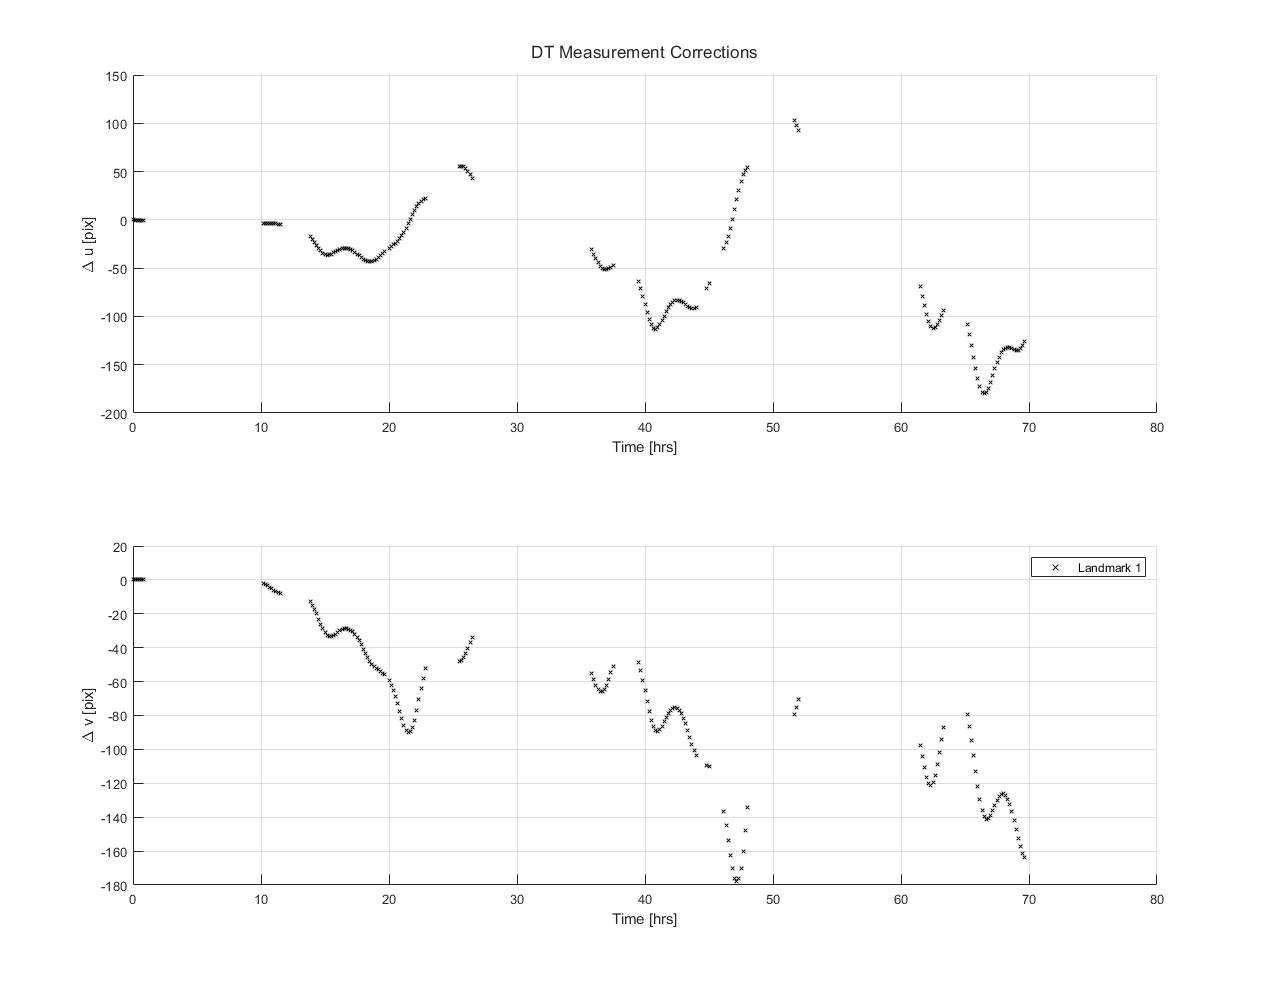 DT Measurement Corrections
150
100
50
0
-50
-100
-150
-200
Δ u [pix]
0 10 20 30 40 50 60 70 80
Time [hrs]
20
0
-20
-40
-60
-80
-100
-120
-140
-160
-180
Δ v [pix]
Landmark 1
0 10 20 30 40 50 60 70 80
Time [hrs]